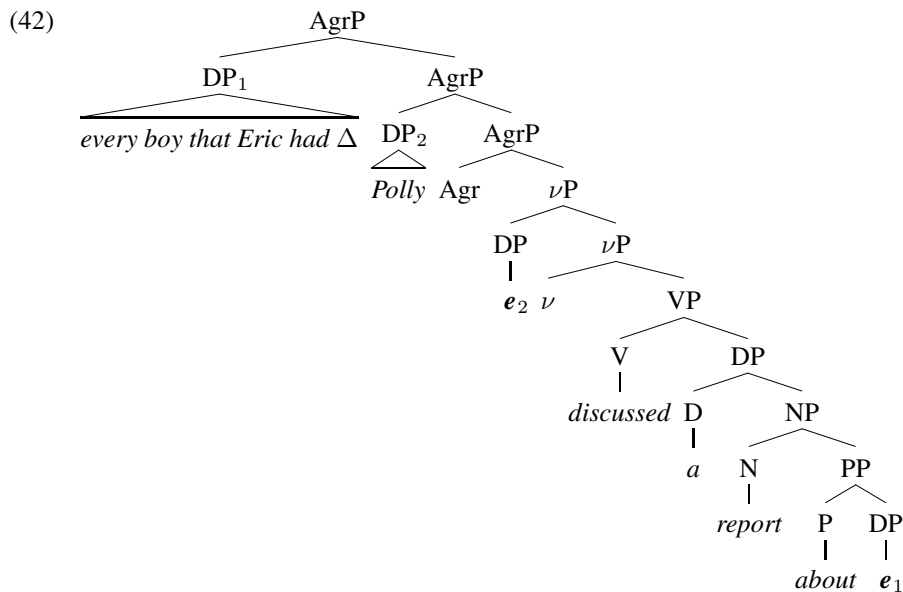 (42) AgrP
DP₁ AgrP
every boy that Eric had Δ DP₂ AgrP
Polly Agr νP
DP νP
e₂ ν VP
V DP
discussed D NP
a N PP
report P DP
about e₁